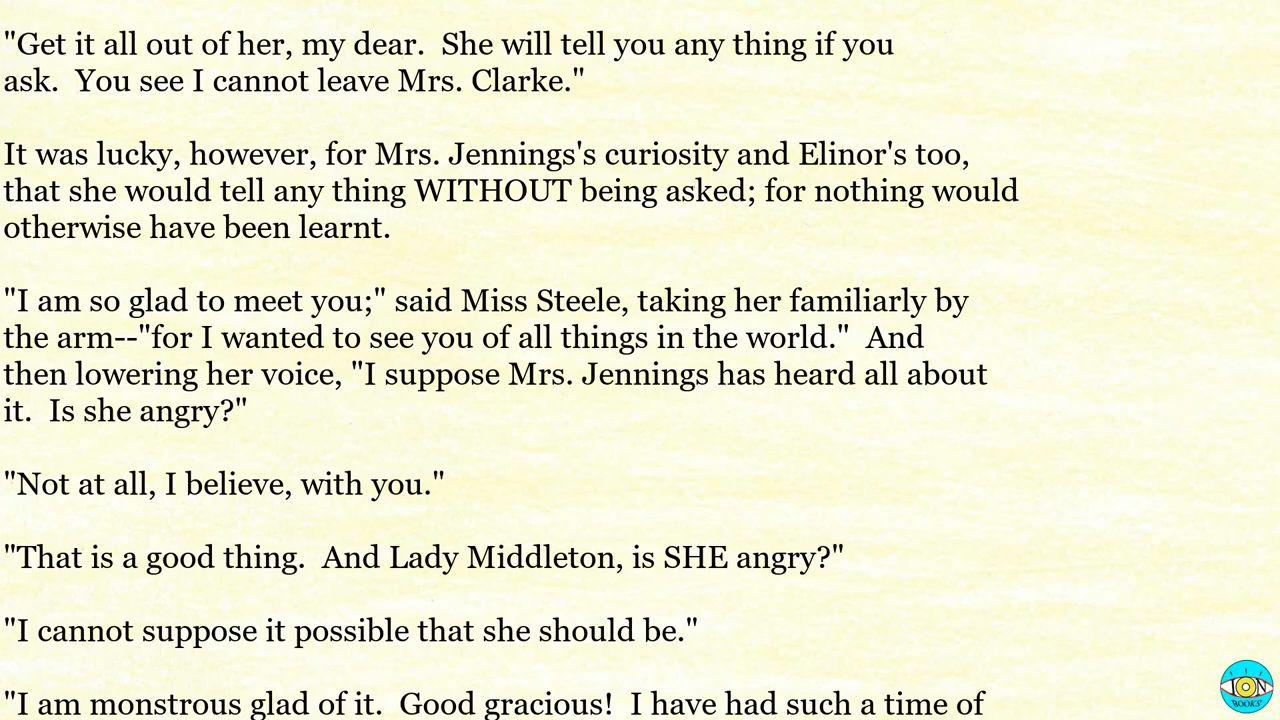 "Get it all out of her, my dear.  She will tell you any thing if you
ask.  You see I cannot leave Mrs. Clarke."
It was lucky, however, for Mrs. Jennings's curiosity and Elinor's too,
that she would tell any thing WITHOUT being asked; for nothing would
otherwise have been learnt.
"I am so glad to meet you;" said Miss Steele, taking her familiarly by
the arm--"for I wanted to see you of all things in the world."  And
then lowering her voice, "I suppose Mrs. Jennings has heard all about
it.  Is she angry?"
"Not at all, I believe, with you."
"That is a good thing.  And Lady Middleton, is SHE angry?"
"I cannot suppose it possible that she should be."
"I am monstrous glad of it.  Good gracious!  I have had such a time of
ION
BOOKS